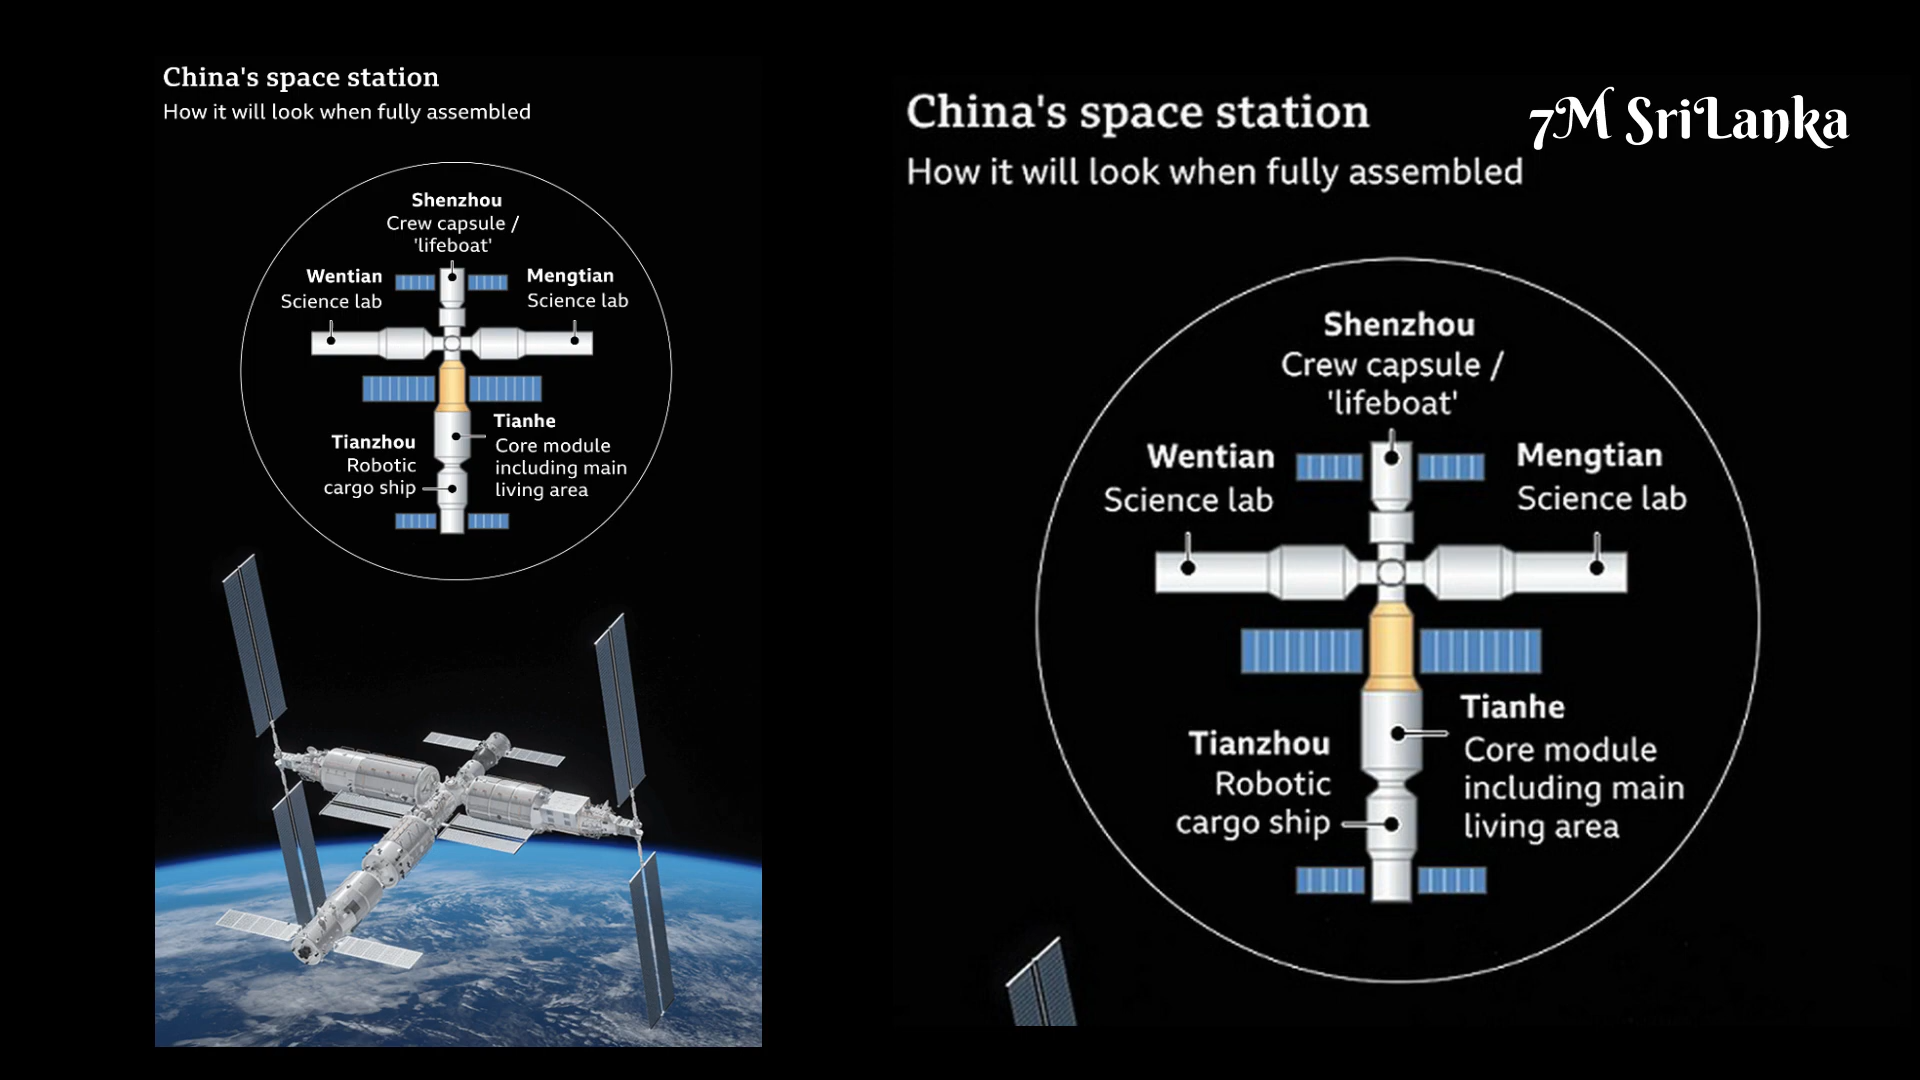 China's space station
How it will look when fully assembled
Shenzhou
Crew capsule /
'lifeboat'
Wentian
Science lab
Mengtian
Science lab
Tianzhou
Robotic
cargo ship
Tianhe
Core module
including main
living area
7M SriLanka
China's space station
How it will look when fully assembled
Shenzhou
Crew capsule /
'lifeboat'
Wentian
Science lab
Mengtian
Science lab
Tianzhou
Robotic
cargo ship
Tianhe
Core module
including main
living area